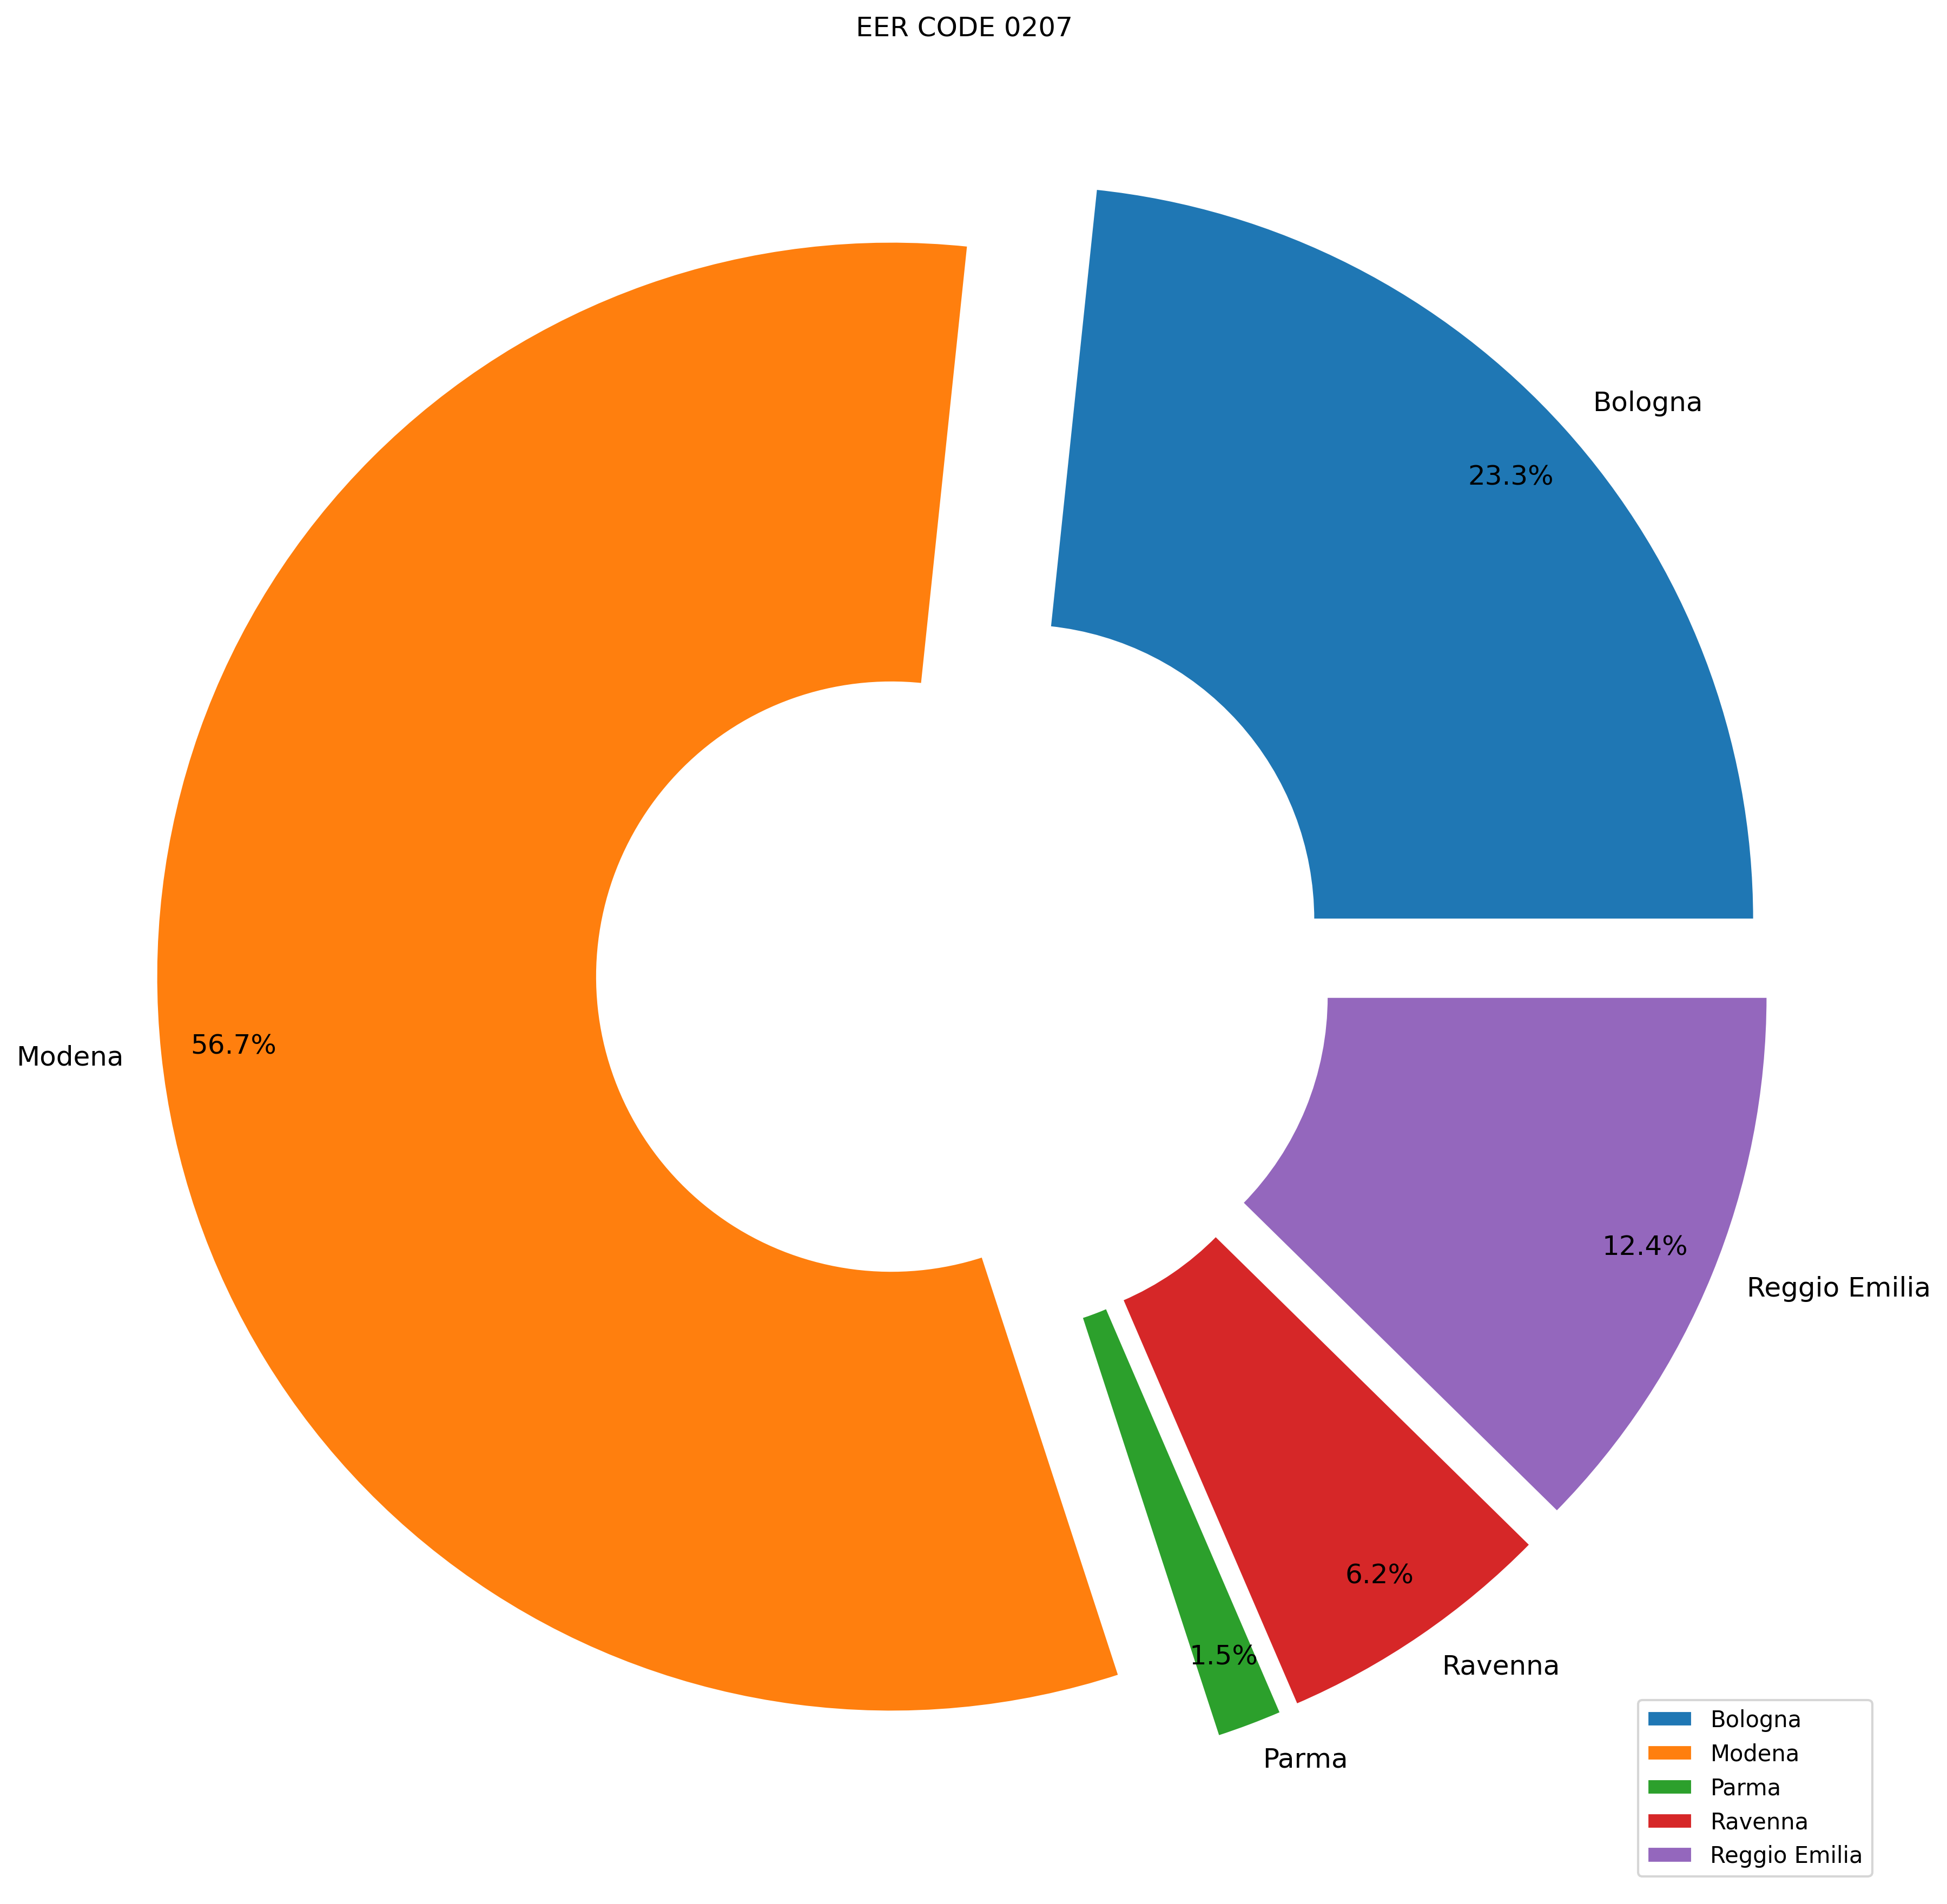 EER CODE 0207
Bologna
23.3%
56.7%
Modena
12.4%
Reggio Emilia
6.2%
1.5%
Ravenna
Parma
Bologna
Modena
Parma
Ravenna
Reggio Emilia